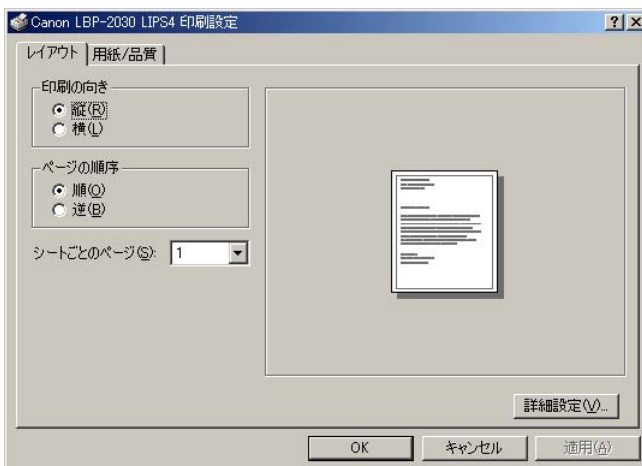 Canon LBP-2030 LIPS4 印刷設定
レイアウト
用紙/品質
印刷の向き
縦(R)
横(L)
ページの順序
順(O)
逆(B)
シートごとのページ(S):
1
詳細設定(V)...
OK
キャンセル
適用(A)